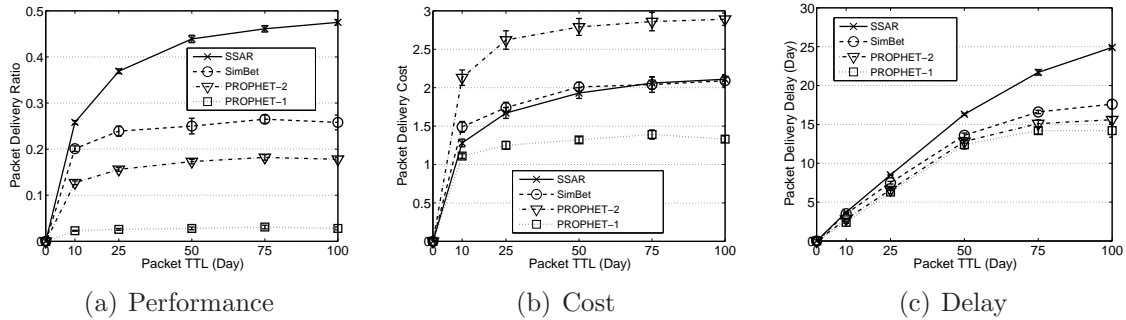 0.5
0.4
0.3
0.2
0.1
0
0 10 25 50 75 100
Packet Delivery Ratio
Packet TTL (Day)
SSAR
SimBet
PROPHET−2
PROPHET−1
(a) Performance
3
2.5
2
1.5
1
0.5
0
0 10 25 50 75 100
Packet Delivery Cost
Packet TTL (Day)
SSAR
SimBet
PROPHET−2
PROPHET−1
(b) Cost
30
25
20
15
10
5
0
0 10 25 50 75 100
Packet Delivery Delay (Day)
Packet TTL (Day)
SSAR
SimBet
PROPHET−2
PROPHET−1
(c) Delay